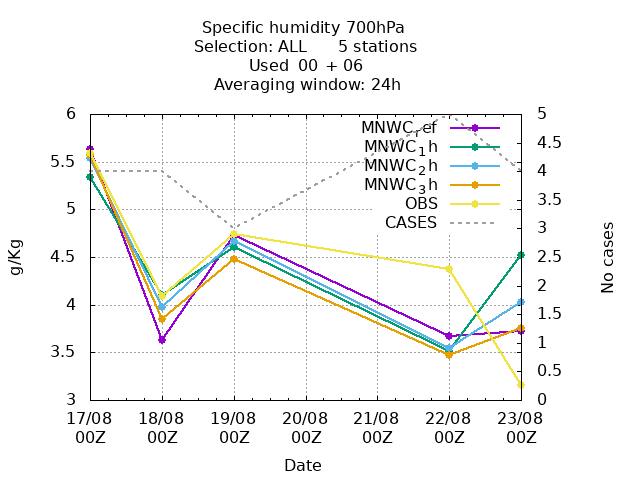 Specific humidity 700hPa
Selection: ALL 5 stations
Used 00 + 06
Averaging window: 24h
MNWC_ref
MNWC_1h
MNWC_2h
MNWC_3h
OBS
CASES
6
5.5
5
4.5
4
3.5
3
g/Kg
5
4.5
4
3.5
3
2.5
2
1.5
1
0.5
0
No cases
17/08 18/08 19/08 20/08 21/08 22/08 23/08
00Z 00Z 00Z 00Z 00Z 00Z 00Z
Date